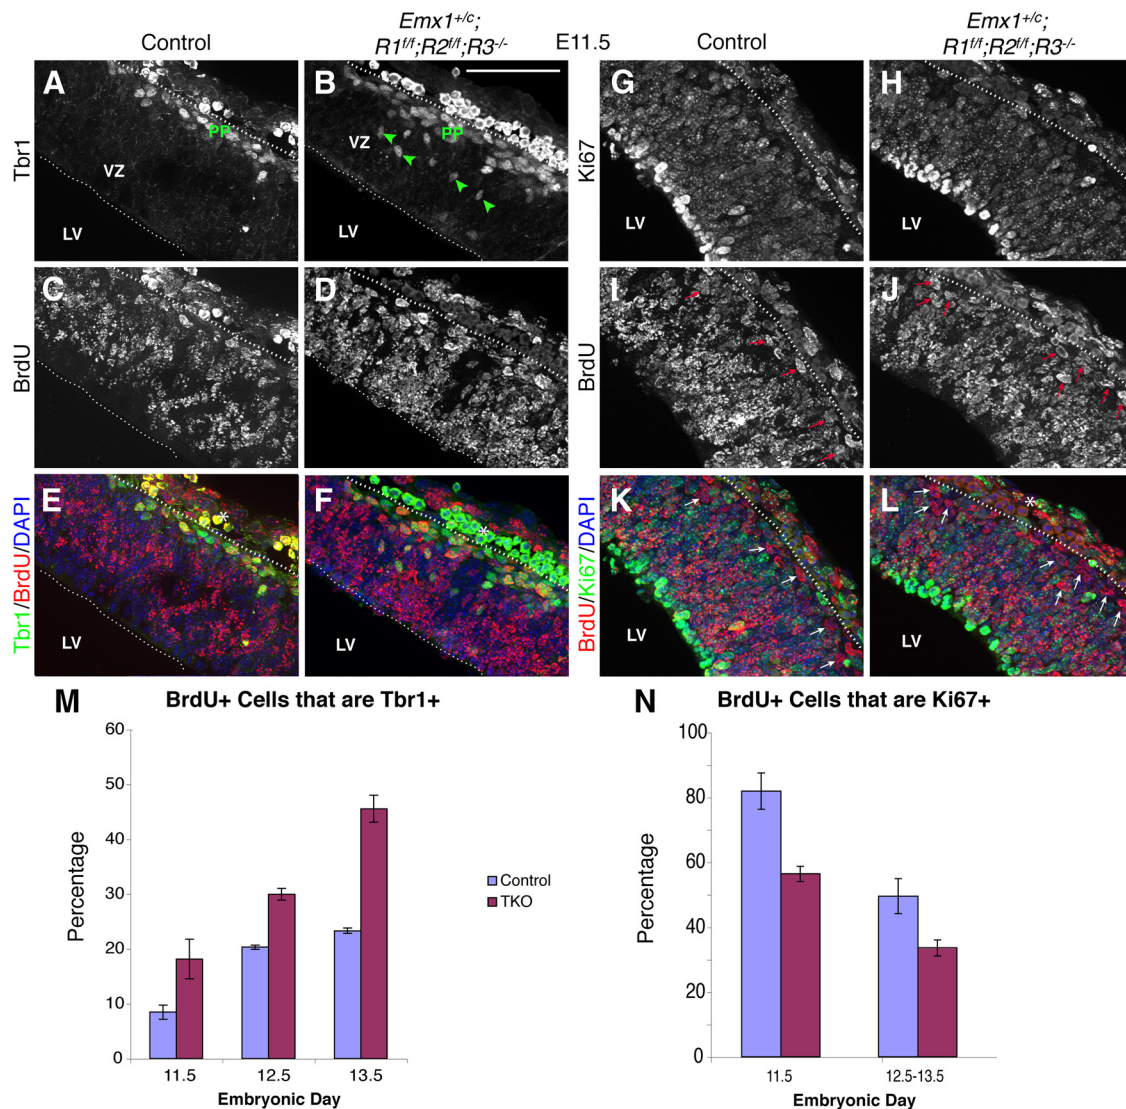 Control
Emx1+/c;
R1f/f;R2f/f;R3-/-
E11.5
Control
Emx1+/c;
R1f/f;R2f/f;R3-/-
A
B
G
H
Tbr1
PP
VZ
LV
PP
VZ
LV
Ki67
LV
LV
C
D
I
J
BrdU
LV
LV
BrdU
LV
LV
E
F
K
L
Tbr1/BrdU/DAPI
*
LV
*
LV
BrdU/Ki67/DAPI
LV
*
LV
M
BrdU+ Cells that are Tbr1+
60
50
40
30
20
10
0
Percentage
11.5
12.5
13.5
Embryonic Day
Control
TKO
N
BrdU+ Cells that are Ki67+
100
80
60
40
20
0
Percentage
11.5
12.5-13.5
Embryonic Day